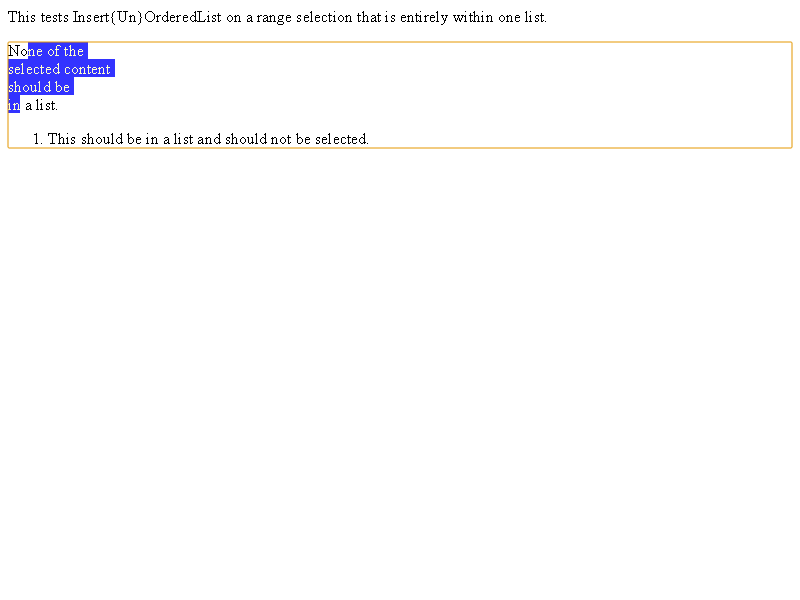 This tests Insert{Un}OrderedList on a range selection that is entirely within one list.
None of the
selected content
should be
in a list.
1. This should be in a list and should not be selected.